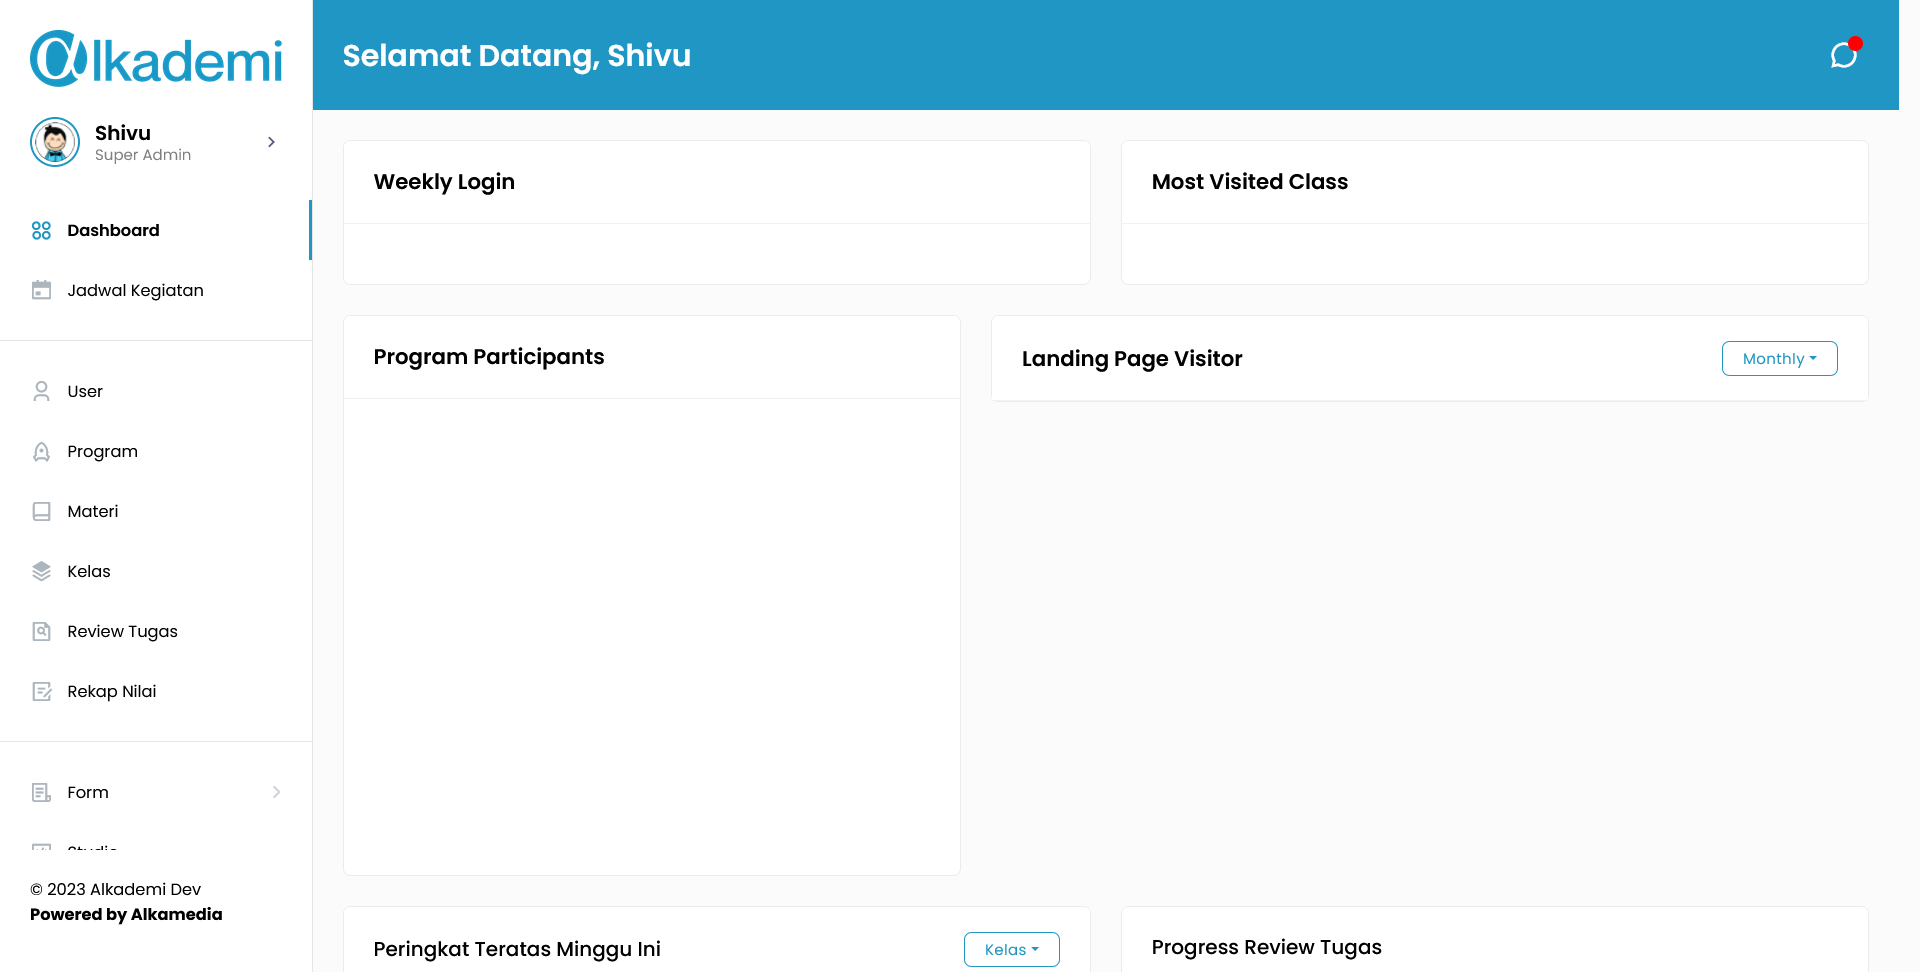 @lkademi
Shivu
Super Admin
Dashboard
Jadwal Kegiatan
User
Program
Materi
Kelas
Review Tugas
Rekap Nilai
Form
Studio
© 2023 Alkademi Dev
Powered by Alkamedia
Selamat Datang, Shivu
Weekly Login
Most Visited Class
Program Participants
Landing Page Visitor
Monthly
Peringkat Teratas Minggu Ini
Kelas
Progress Review Tugas